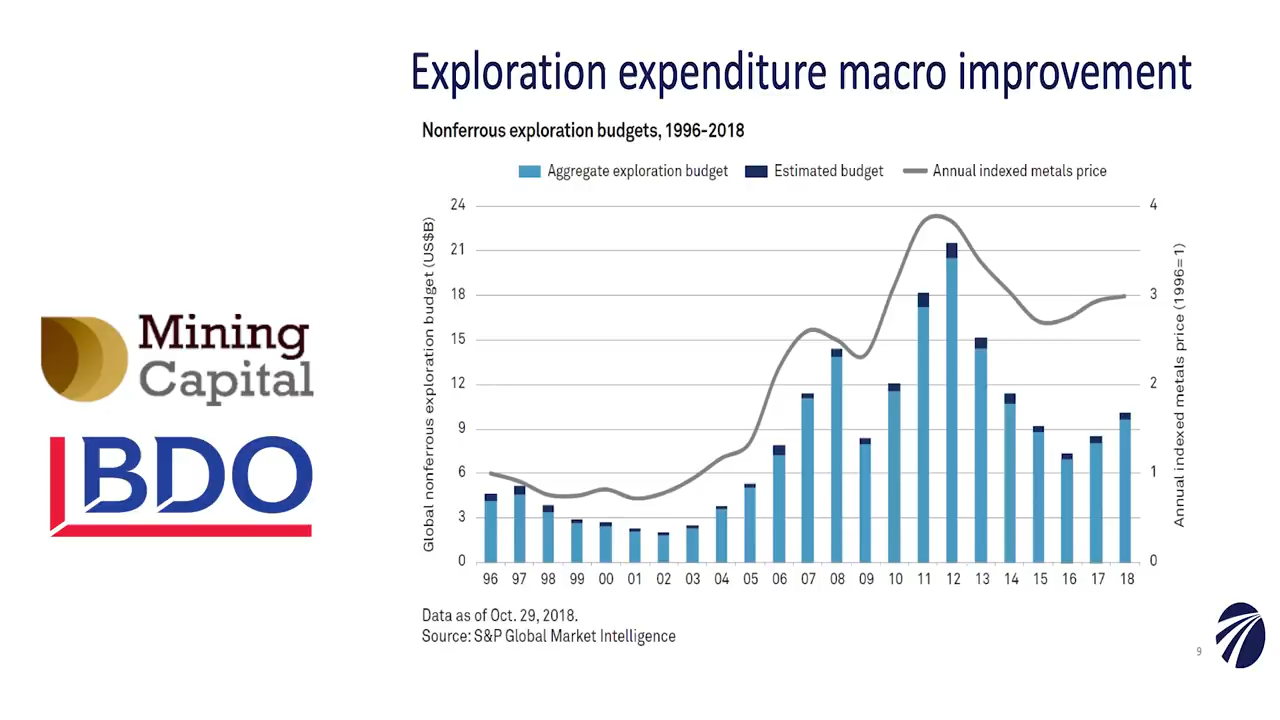 Exploration expenditure macro improvement
Nonferrous exploration budgets, 1996-2018
Aggregate exploration budget Estimated budget Annual indexed metals price
Global nonferrous exploration budget (US$B)
24
21
18
15
12
9
6
3
0
4
3
2
1
0
Annual indexed metals price (1996=1)
96 97 98 99 00 01 02 03 04 05 06 07 08 09 10 11 12 13 14 15 16 17 18
Data as of Oct. 29, 2018.
Source: S&P Global Market Intelligence
Mining
Capital
BDO
9